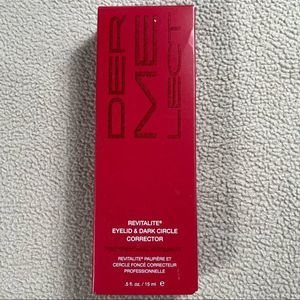 DER
ME
LECT
REVITALITE®
EYELID & DARK CIRCLE
CORRECTOR
REVITALITE® PAUPIÈRE ET
CERCLE FONCÉ CORRECTEUR
PROFESSIONNELLE
.5 fl. oz. / 15 ml e